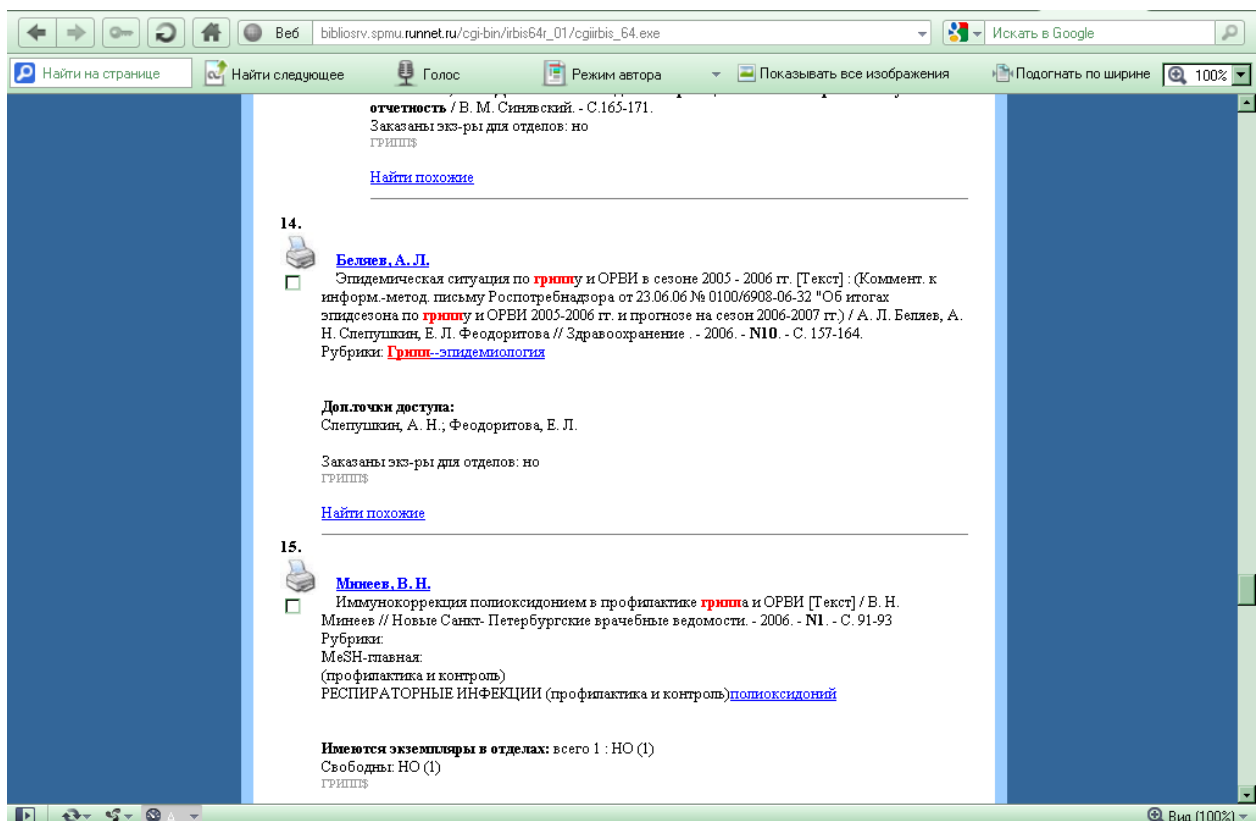 Веб bibliosrv.spmu.runnet.ru/cgi-bin/irbis64r_01/cgiirbis_64.exe Искать в Google
Найти на странице Найти следующее Голос Режим автора Показывать все изображения Подогнать по ширине 100%
отчетность / В. М. Синявский. - С.165-171.
Заказаны экз-ры для отделов: но
ГРИПП$
Найти похожие
14.
Беляев, А. Л.
Эпидемическая ситуация по гриппу и ОРВИ в сезоне 2005 - 2006 гг. [Текст] : (Коммент. к
информ.-метод. письму Роспотребнадзора от 23.06.06 № 0100/6908-06-32 "Об итогах
эпидсезона по гриппу и ОРВИ 2005-2006 гг. и прогнозе на сезон 2006-2007 гг.) / А. Л. Беляев, А.
Н. Слепушкин, Е. Л. Феодоритова // Здравоохранение . - 2006. - N10. - С. 157-164.
Рубрики: Грипп--эпидемиология
Доп.точки доступа:
Слепушкин, А. Н.; Феодоритова, Е. Л.
Заказаны экз-ры для отделов: но
ГРИПП$
Найти похожие
15.
Минеев, В. Н.
Иммунокоррекция полиоксидонием в профилактике гриппа и ОРВИ [Текст] / В. Н.
Минеев // Новые Санкт- Петербургские врачебные ведомости. - 2006. - N1. - С. 91-93
Рубрики:
MeSH-главная:
(профилактика и контроль)
РЕСПИРАТОРНЫЕ ИНФЕКЦИИ (профилактика и контроль)полиоксидоний
Имеются экземпляры в отделах: всего 1 : НО (1)
Свободны: НО (1)
ГРИПП$
Вид (100%)